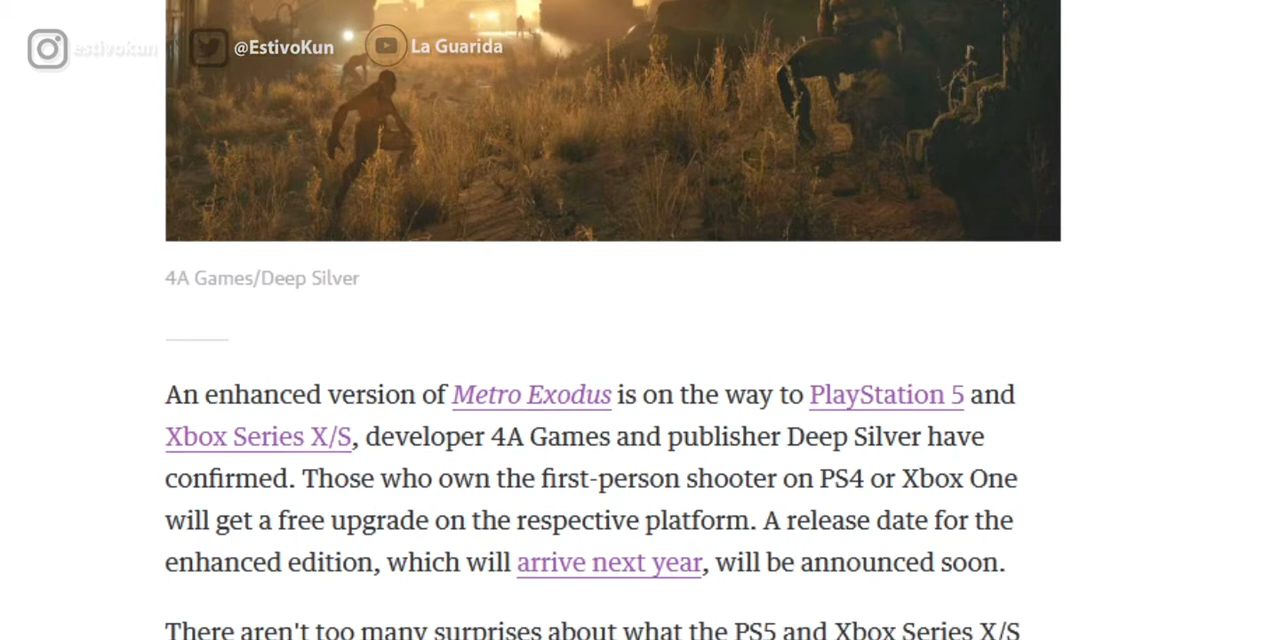 estivokun @EstivoKun La Guarida
4A Games/Deep Silver
An enhanced version of Metro Exodus is on the way to PlayStation 5 and
Xbox Series X/S, developer 4A Games and publisher Deep Silver have
confirmed. Those who own the first-person shooter on PS4 or Xbox One
will get a free upgrade on the respective platform. A release date for the
enhanced edition, which will arrive next year, will be announced soon.
There aren't too many surprises about what the PS5 and Xbox Series X/S